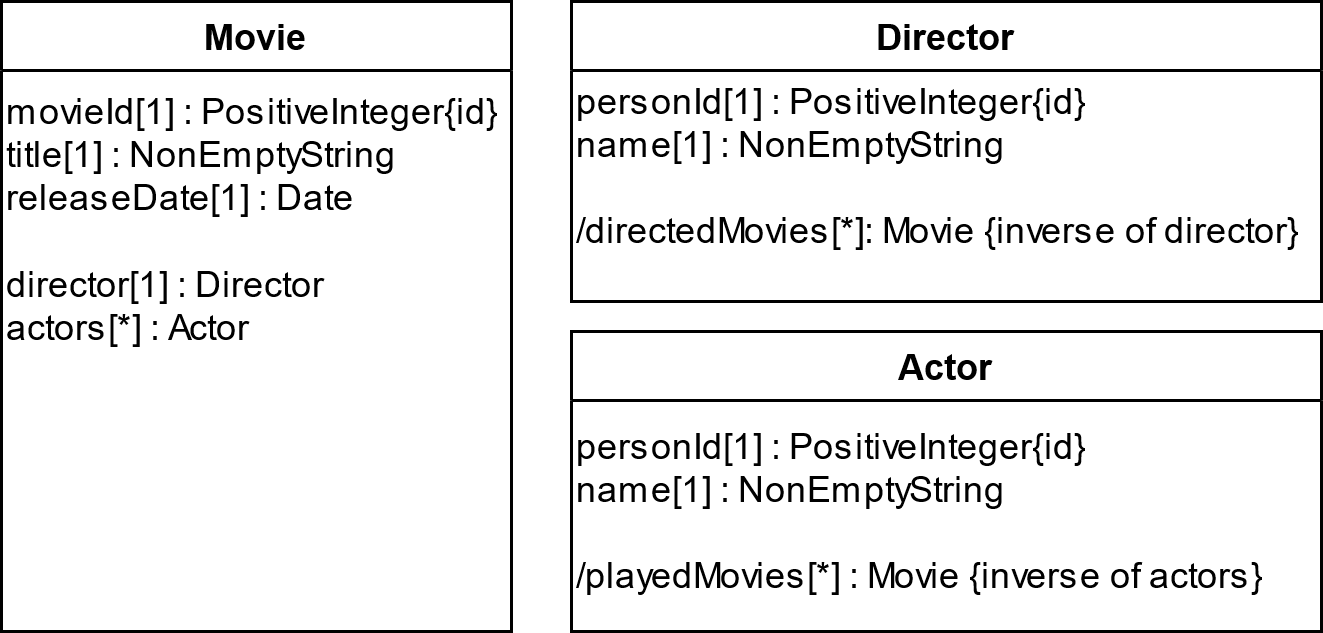 Movie
movieId[1] : PositiveInteger{id}
title[1] : NonEmptyString
releaseDate[1] : Date
director[1] : Director
actors[*] : Actor
Director
personId[1] : PositiveInteger{id}
name[1] : NonEmptyString
/directedMovies[*]: Movie {inverse of director}
Actor
personId[1] : PositiveInteger{id}
name[1] : NonEmptyString
/playedMovies[*] : Movie {inverse of actors}